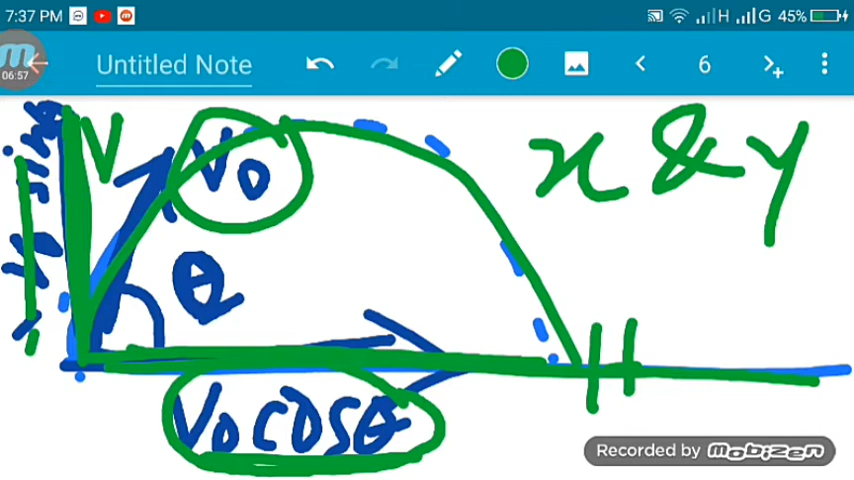 7:37 PM H G 45%
06:57 Untitled Note 6
V V₀ x & y
θ
H
V₀ cosθ
Recorded by MOBIZEN